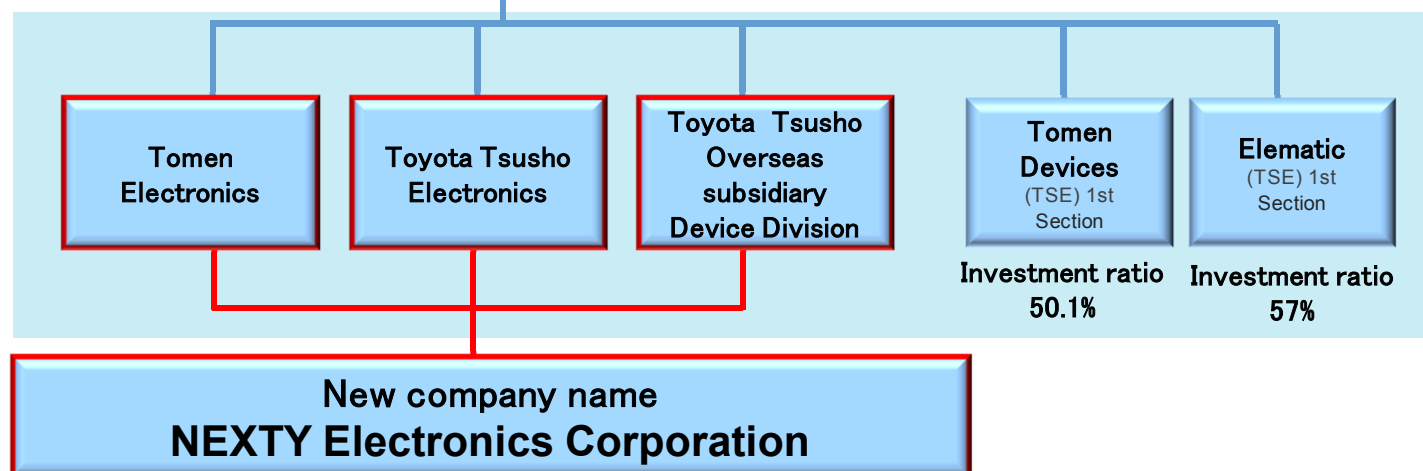 Tomen
Electronics
Toyota Tsusho
Electronics
Toyota Tsusho
Overseas
subsidiary
Device Division
Tomen
Devices
(TSE) 1st
Section
Elematic
(TSE) 1st
Section
Investment ratio
50.1%
Investment ratio
57%
New company name
NEXTY Electronics Corporation